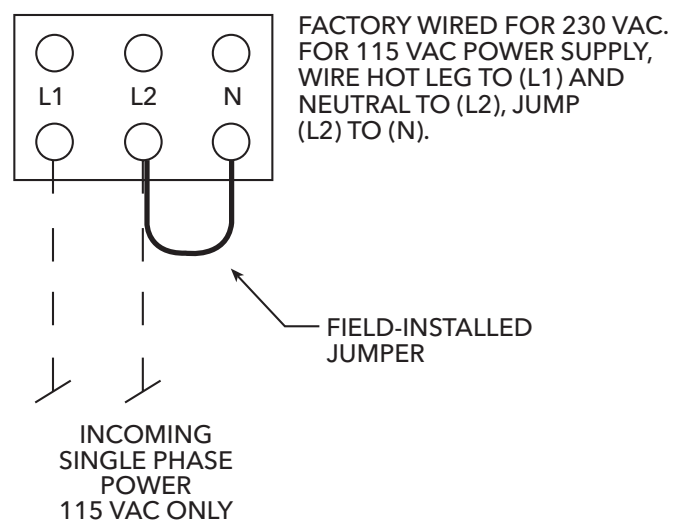 FACTORY WIRED FOR 230 VAC.
FOR 115 VAC POWER SUPPLY,
WIRE HOT LEG TO (L1) AND
NEUTRAL TO (L2), JUMP
(L2) TO (N).
L1 L2 N
FIELD-INSTALLED
JUMPER
INCOMING
SINGLE PHASE
POWER
115 VAC ONLY